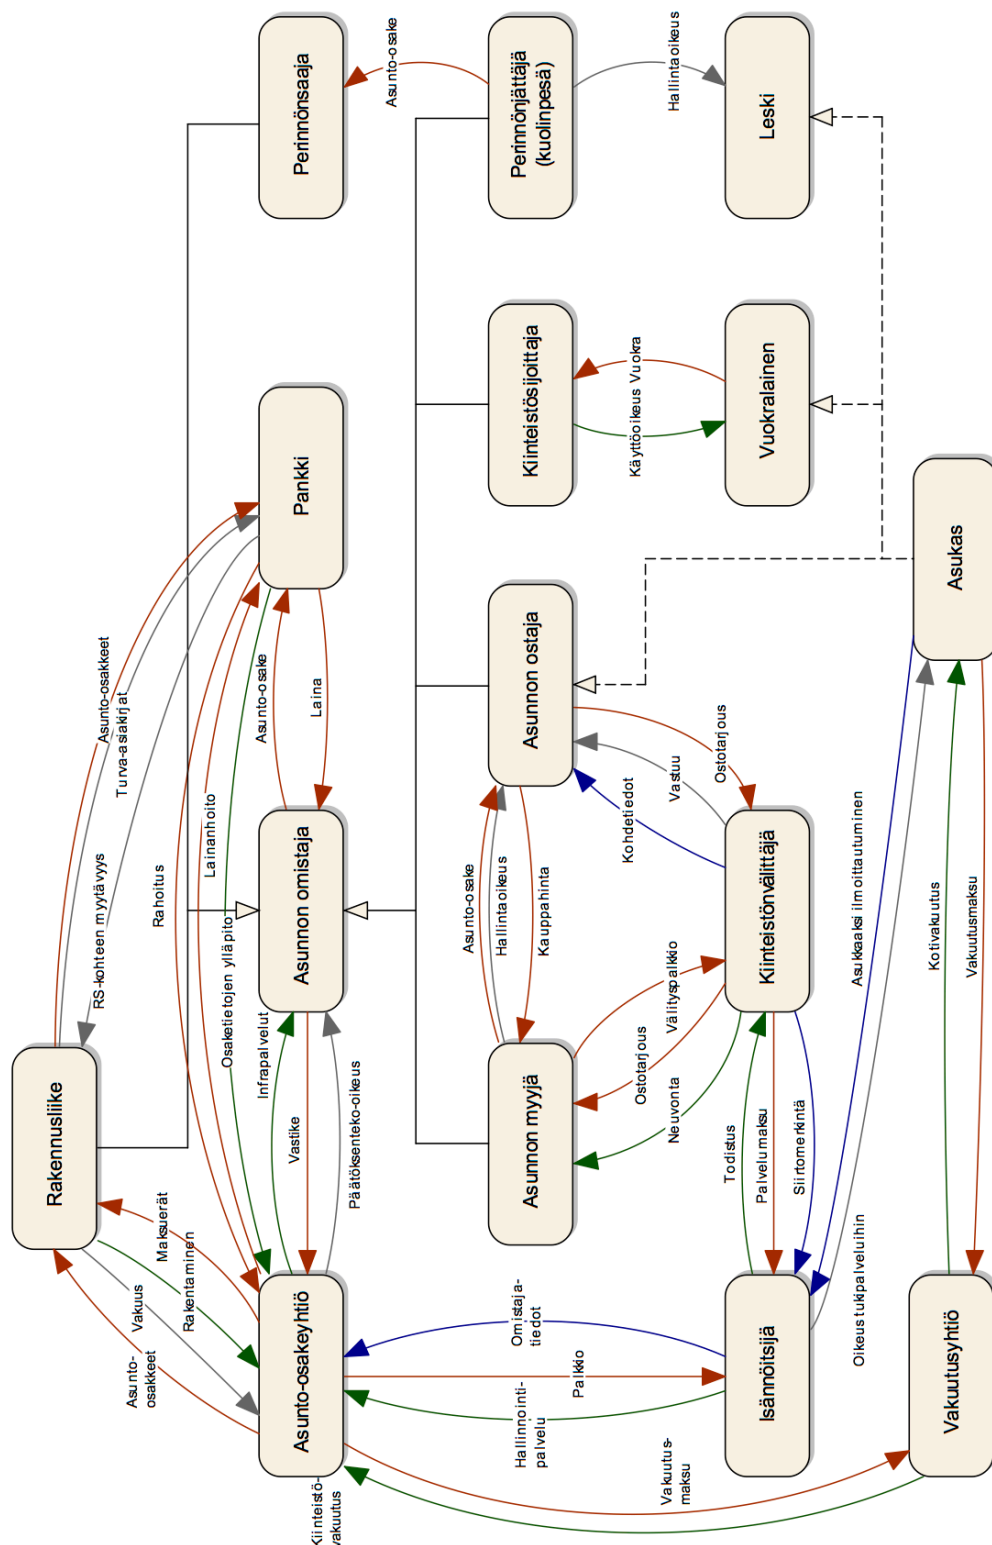 Rakennusliike
Pankki
Perinnönsaaja
Asunto-osakeyhtiö
Asunnon omistaja
Perinnönjättäjä
(kuolinpesä)
Kiinteistösijoittaja
Asunnon ostaja
Asunnon myyjä
Leski
Vuokralainen
Kiinteistönvälittäjä
Isännöitsijä
Asukas
Vakuutusyhtiö
Asunto-osakkeet
Turva-asiakirjat
RS-kohteen myytävyys
Rahoitus
Lainanhoito
Osaketietojen ylläpito
Asunto-osake
Laina
Maksuerät
Rakentaminen
Vakuus
Asunto-
osakkeet
Infrapalvelut
Vastike
Päätöksenteko-oikeus
Asunto-osake
Hallintaoikeus
Käyttöoikeus
Vuokra
Asunto-osake
Hallintaoikeus
Kauppahinta
Ostotarjous
Vastuu
Kohdetiedot
Välityspalkkio
Ostotarjous
Neuvonta
Todistus
Palvelumaksu
Siirtomerkintä
Omistaja-
tiedot
Palkkio
Hallinnointi-
palvelu
Kiinteistö-
vakuutus
Vakuutus-
maksu
Asukkaaksi ilmoittautuminen
Oikeus tukipalveluihin
Kotivakuutus
Vakuutusmaksu